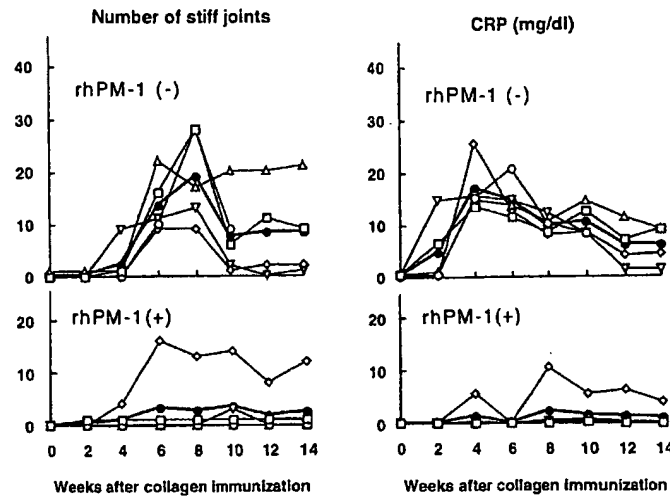 Number of stiff joints
CRP (mg/dl)
40
30
20
10
0
rhPM-1 (-)
40
30
20
10
0
rhPM-1 (-)
20
10
0
rhPM-1(+)
0 2 4 6 8 10 12 14
20
10
0
rhPM-1(+)
0 2 4 6 8 10 12 14
Weeks after collagen immunization
Weeks after collagen immunization